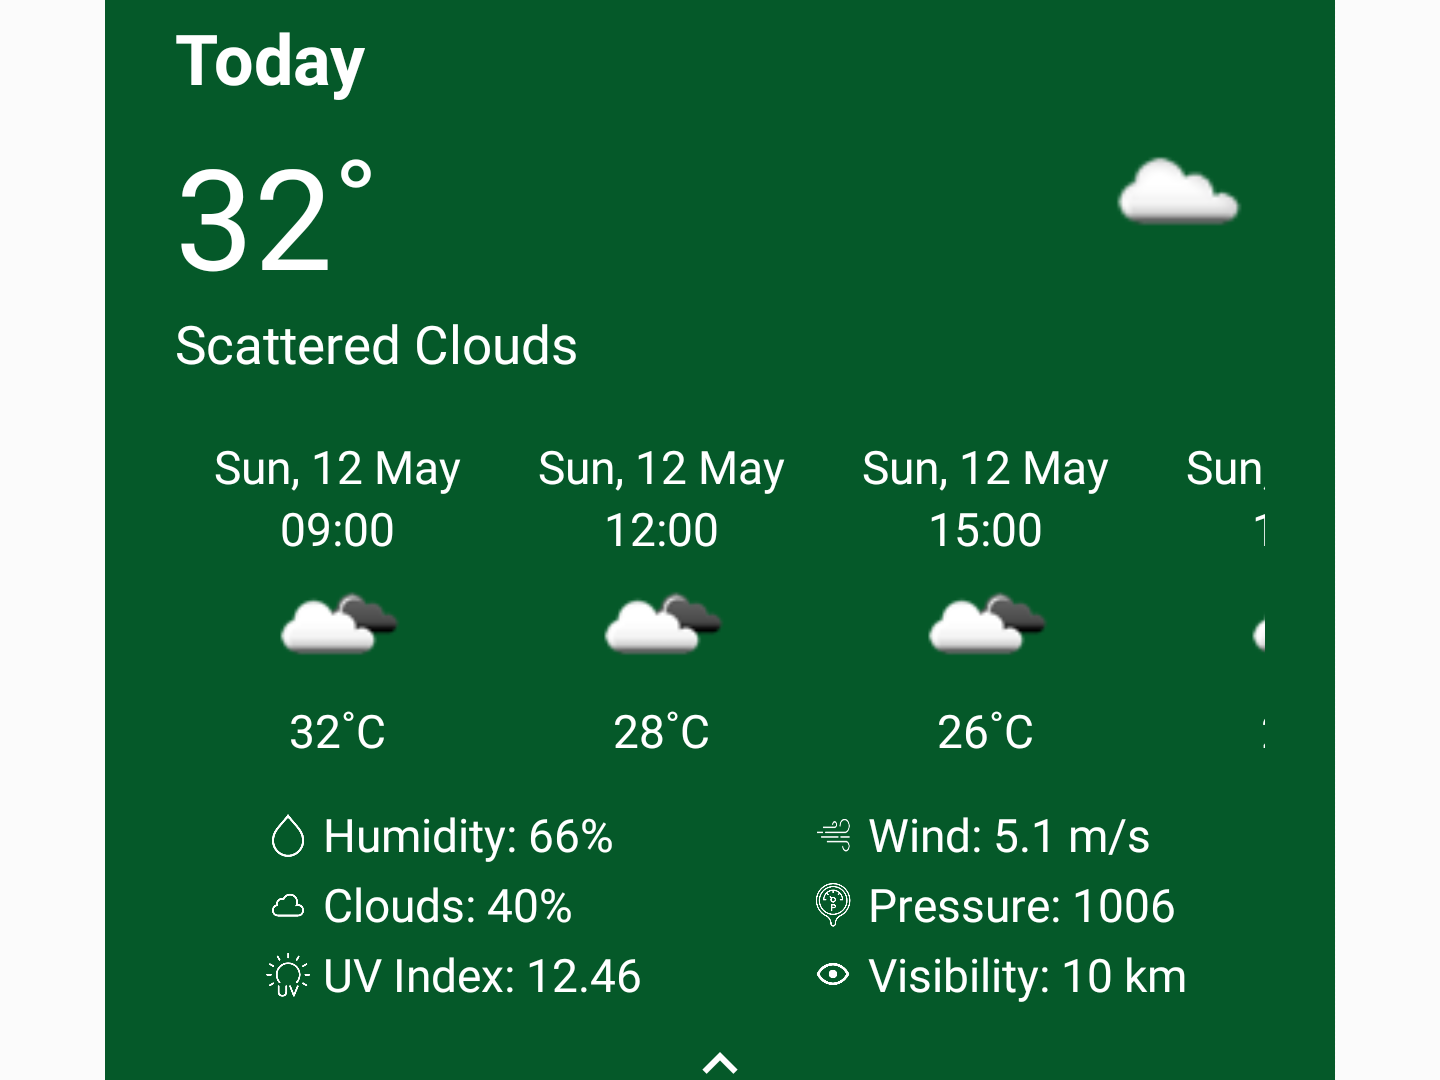 Today
32°
Scattered Clouds
Sun, 12 May Sun, 12 May Sun, 12 May Sun,
09:00 12:00 15:00 1
32°C 28°C 26°C
Humidity: 66% Wind: 5.1 m/s
Clouds: 40% P Pressure: 1006
UV UV Index: 12.46 Visibility: 10 km